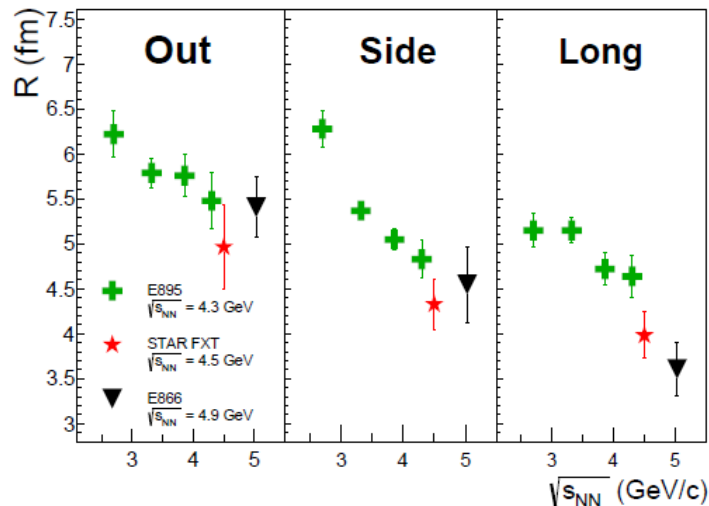 R (fm)
7.5
7
6.5
6
5.5
5
4.5
4
3.5
3
Out
Side
Long
E895
√sNN = 4.3 GeV
STAR FXT
√sNN = 4.5 GeV
E866
√sNN = 4.9 GeV
3 4 5 3 4 5 3 4 5
√sNN (GeV/c)